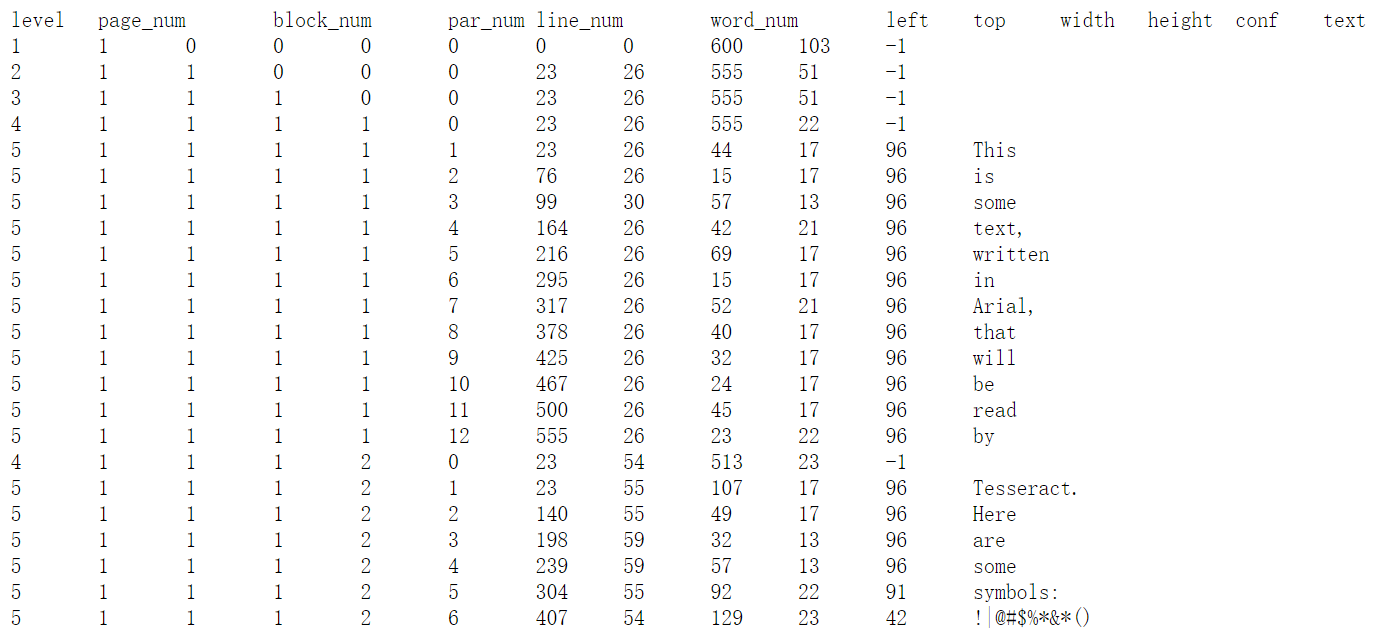 level page_num block_num par_num line_num word_num left top width height conf text
1 1 0 0 0 0 0 0 600 103 -1
2 1 1 0 0 0 23 26 555 51 -1
3 1 1 1 0 0 23 26 555 51 -1
4 1 1 1 1 0 23 26 555 22 -1
5 1 1 1 1 1 23 26 44 17 96 This
5 1 1 1 1 2 76 26 15 17 96 is
5 1 1 1 1 3 99 30 57 13 96 some
5 1 1 1 1 4 164 26 42 21 96 text,
5 1 1 1 1 5 216 26 69 17 96 written
5 1 1 1 1 6 295 26 15 17 96 in
5 1 1 1 1 7 317 26 52 21 96 Arial,
5 1 1 1 1 8 378 26 40 17 96 that
5 1 1 1 1 9 425 26 32 17 96 will
5 1 1 1 1 10 467 26 24 17 96 be
5 1 1 1 1 11 500 26 45 17 96 read
5 1 1 1 1 12 555 26 23 22 96 by
4 1 1 1 2 0 23 54 513 23 -1
5 1 1 1 2 1 23 55 107 17 96 Tesseract.
5 1 1 1 2 2 140 55 49 17 96 Here
5 1 1 1 2 3 198 59 32 13 96 are
5 1 1 1 2 4 239 59 57 13 96 some
5 1 1 1 2 5 304 55 92 22 91 symbols:
5 1 1 1 2 6 407 54 129 23 42 !|@#$%*&*()